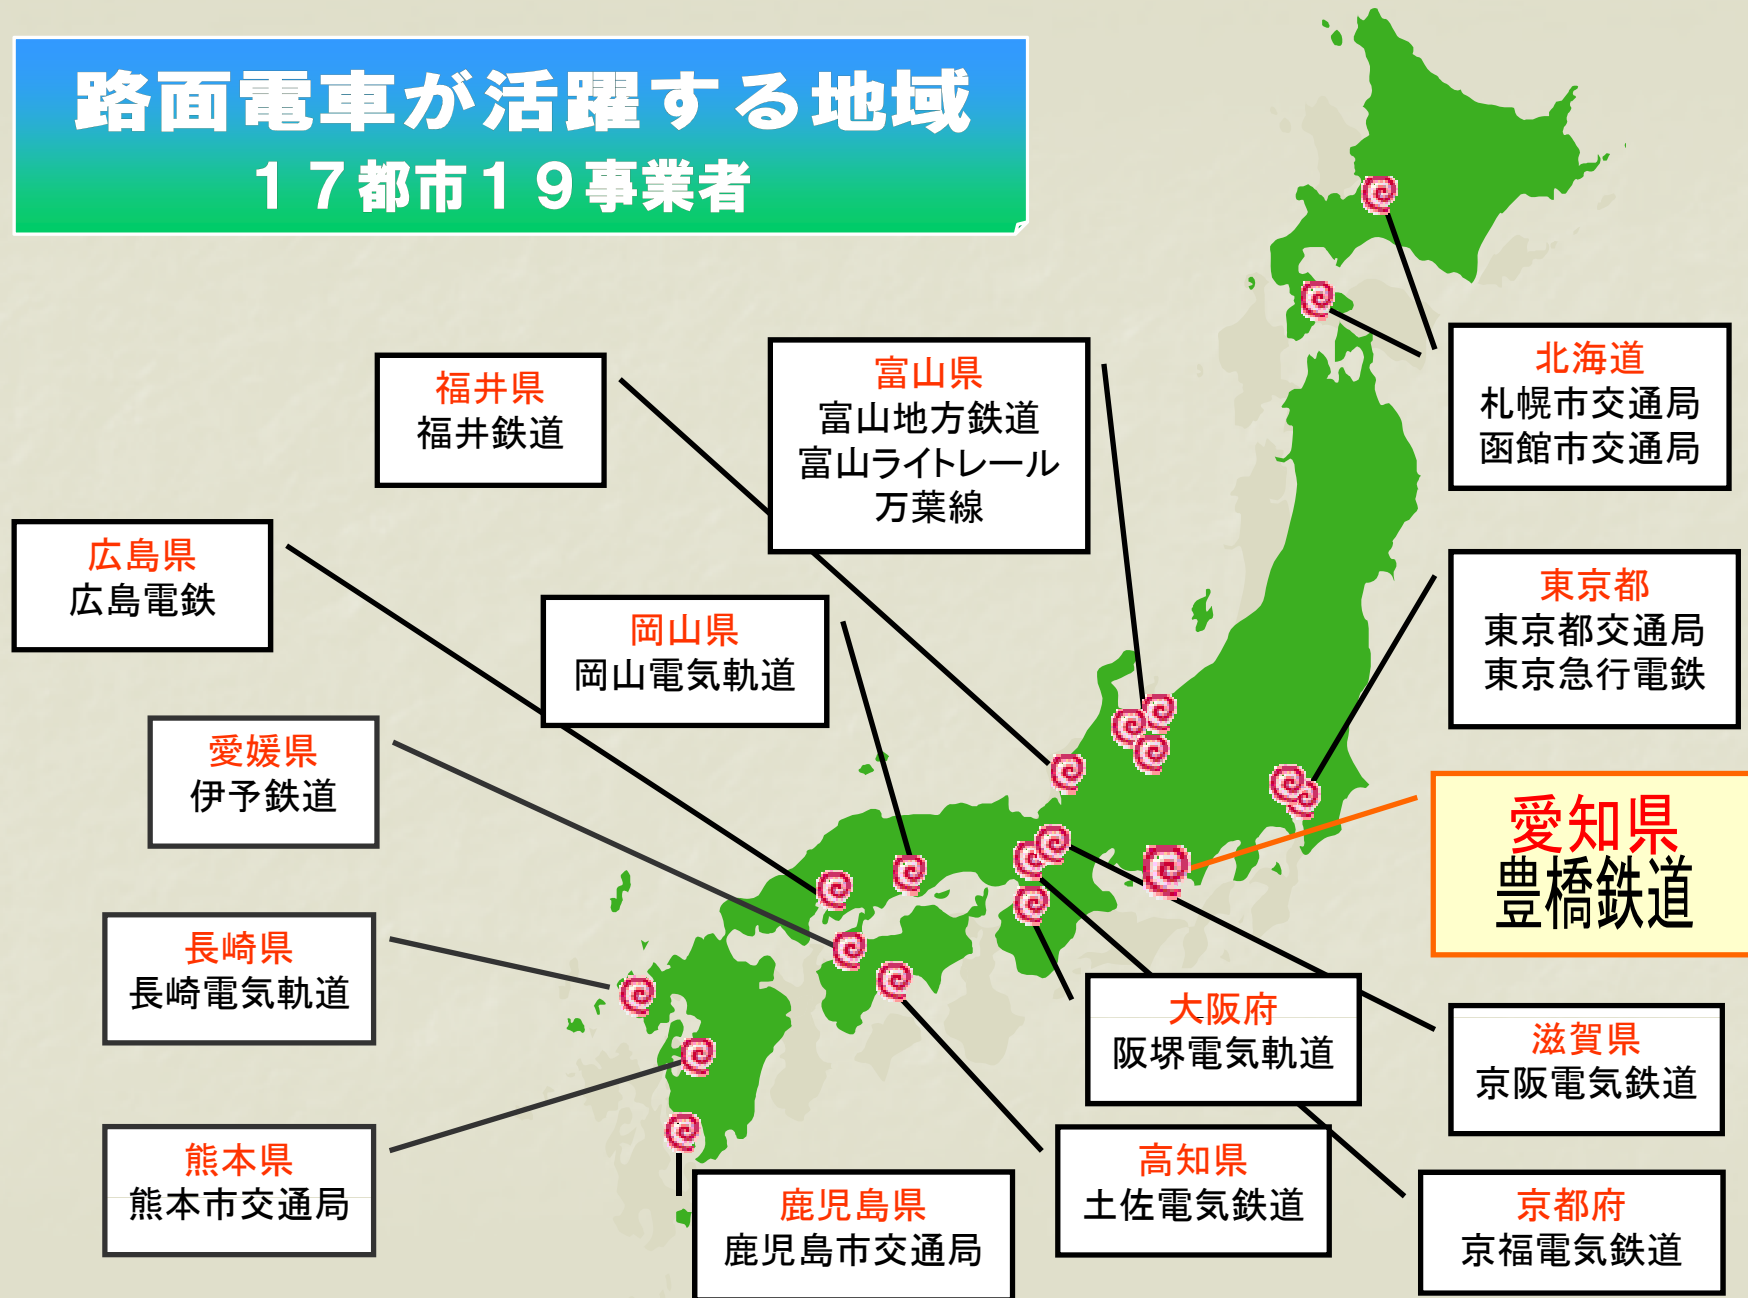 路面電車が活躍する地域
１７都市１９事業者
北海道
札幌市交通局
函館市交通局
富山県
富山地方鉄道
富山ライトレール
万葉線
福井県
福井鉄道
広島県
広島電鉄
岡山県
岡山電気軌道
東京都
東京都交通局
東京急行電鉄
愛媛県
伊予鉄道
愛知県
豊橋鉄道
長崎県
長崎電気軌道
大阪府
阪堺電気軌道
滋賀県
京阪電気鉄道
熊本県
熊本市交通局
高知県
土佐電気鉄道
鹿児島県
鹿児島市交通局
京都府
京福電気鉄道